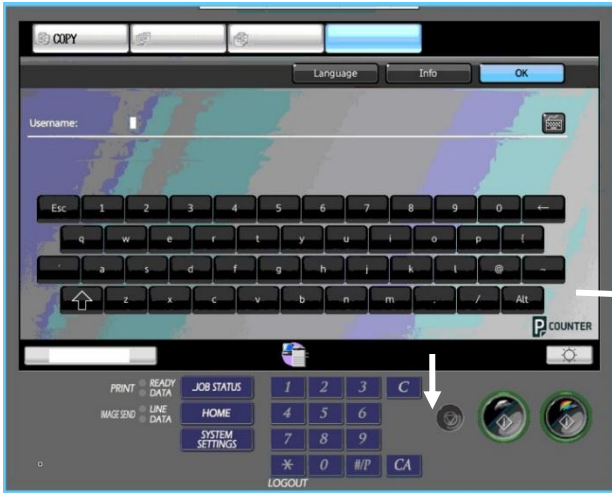 COPY
Language Info OK
Username:
Esc 1 2 3 4 5 6 7 8 9 0 ←
q w e r t y u i o p [
' a s d f g h j k l @ ~
z x c v b n m . / Alt
P COUNTER
PRINT READY DATA JOB STATUS 1 2 3 C
IMAGE SEND LINE DATA HOME 4 5 6
SYSTEM SETTINGS 7 8 9
* 0 #/P CA
LOGOUT